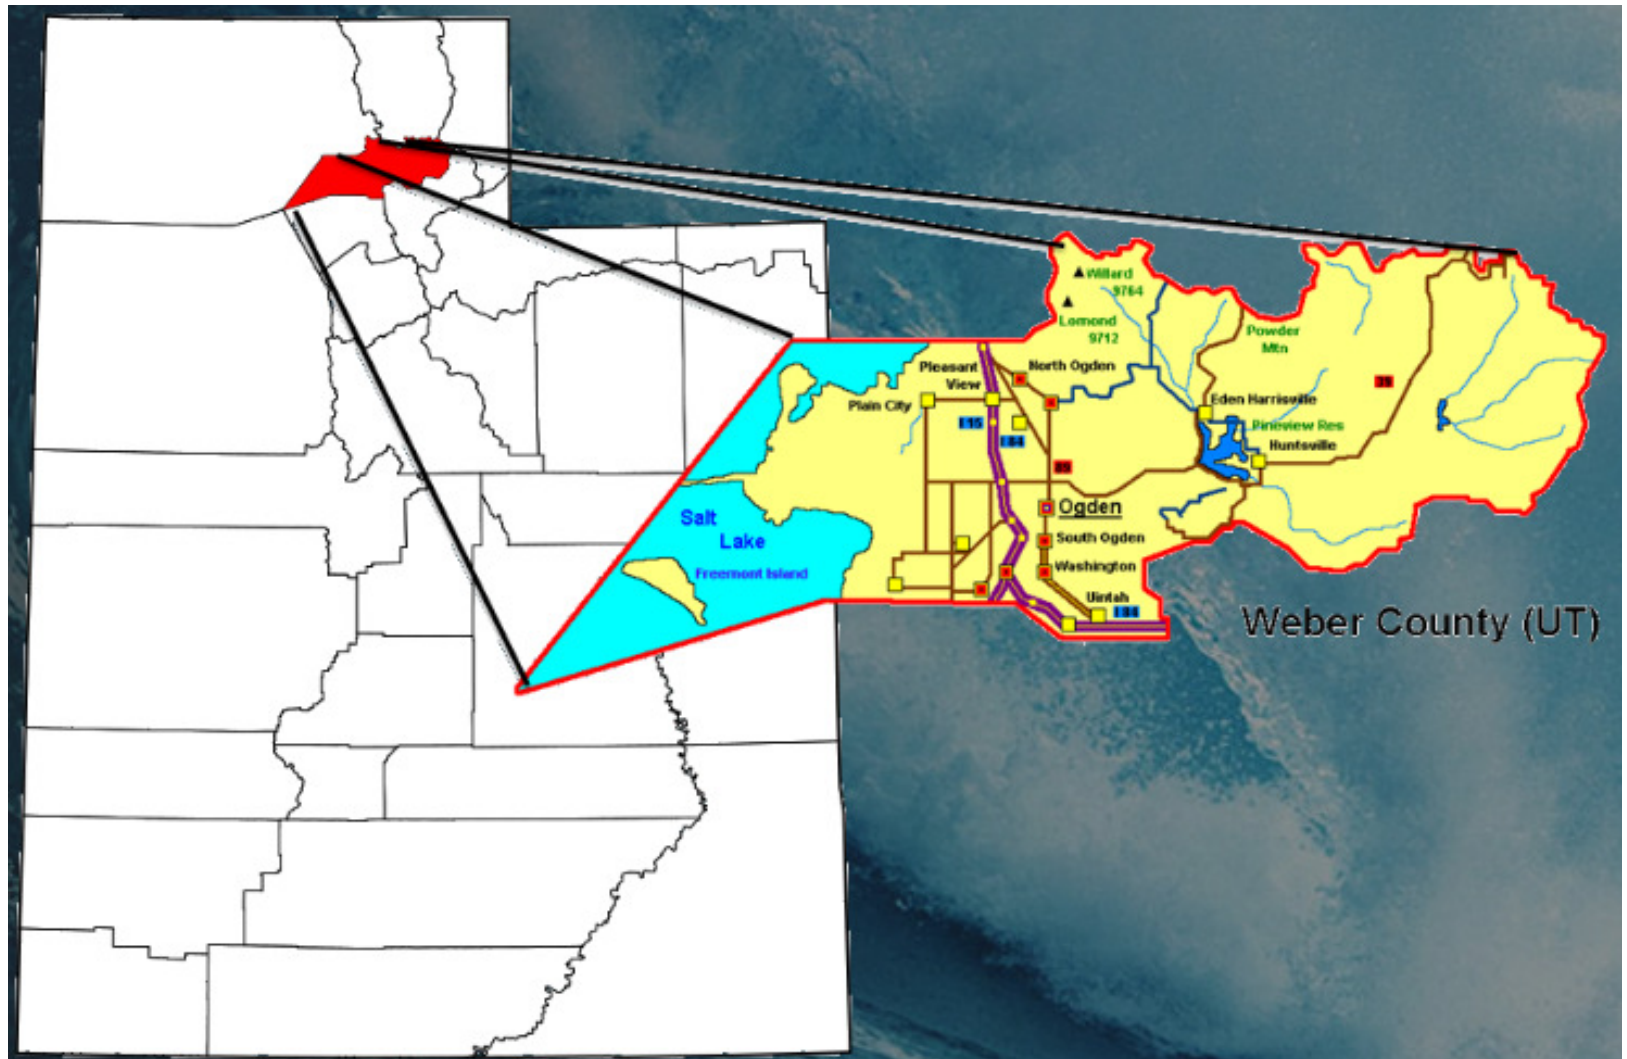 Willard
9764
Lomond
9712
Powder
Mtn
Pleasant
View
North Ogden
39
Plain City
Eden Harrisville
I 15
I 84
Pineview Res
Huntsville
89
Ogden
Salt
Lake
South Ogden
Freemont Island
Washington
Uintah
I 84
Weber County (UT)